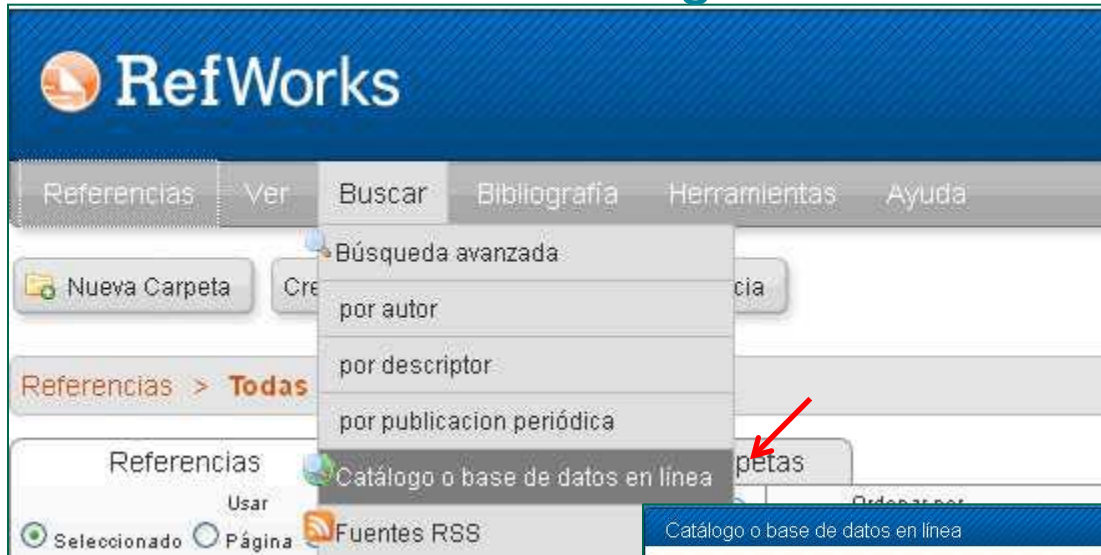 RefWorks
Referencias Ver Buscar Bibliografía Herramientas Ayuda
Búsqueda avanzada
Nueva Carpeta Cre cia
por autor
por descriptor
Referencias > Todas
por publicacion periódica
Referencias petas
Catálogo o base de datos en línea
Usar
Seleccionado Página
Fuentes RSS
Catálogo o base de datos en línea